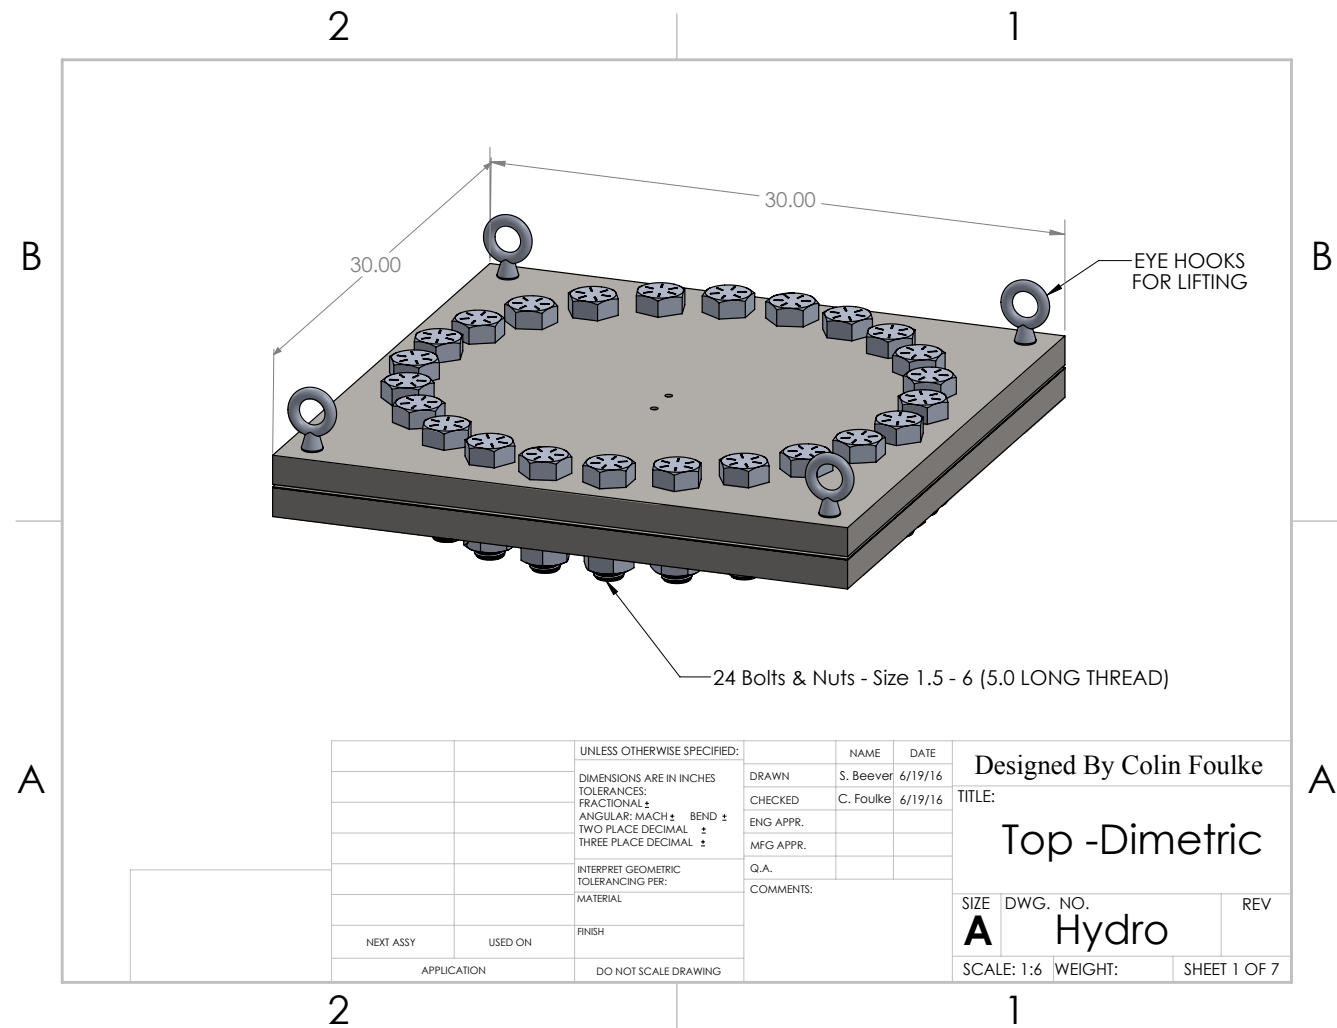 2
1
30.00
30.00
B
B
EYE HOOKS
FOR LIFTING
24 Bolts & Nuts - Size 1.5 - 6 (5.0 LONG THREAD)
A
A
UNLESS OTHERWISE SPECIFIED:
DIMENSIONS ARE IN INCHES
TOLERANCES:
FRACTIONAL ±
ANGULAR: MACH ± BEND ±
TWO PLACE DECIMAL ±
THREE PLACE DECIMAL ±
INTERPRET GEOMETRIC
TOLERANCING PER:
MATERIAL
FINISH
DO NOT SCALE DRAWING
NEXT ASSY
USED ON
APPLICATION
NAME DATE
DRAWN S. Beever 6/19/16
CHECKED C. Foulke 6/19/16
ENG APPR.
MFG APPR.
Q.A.
COMMENTS:
Designed By Colin Foulke
TITLE:
Top -Dimetric
SIZE DWG. NO. REV
A Hydro
SCALE: 1:6 WEIGHT: SHEET 1 OF 7
2
1